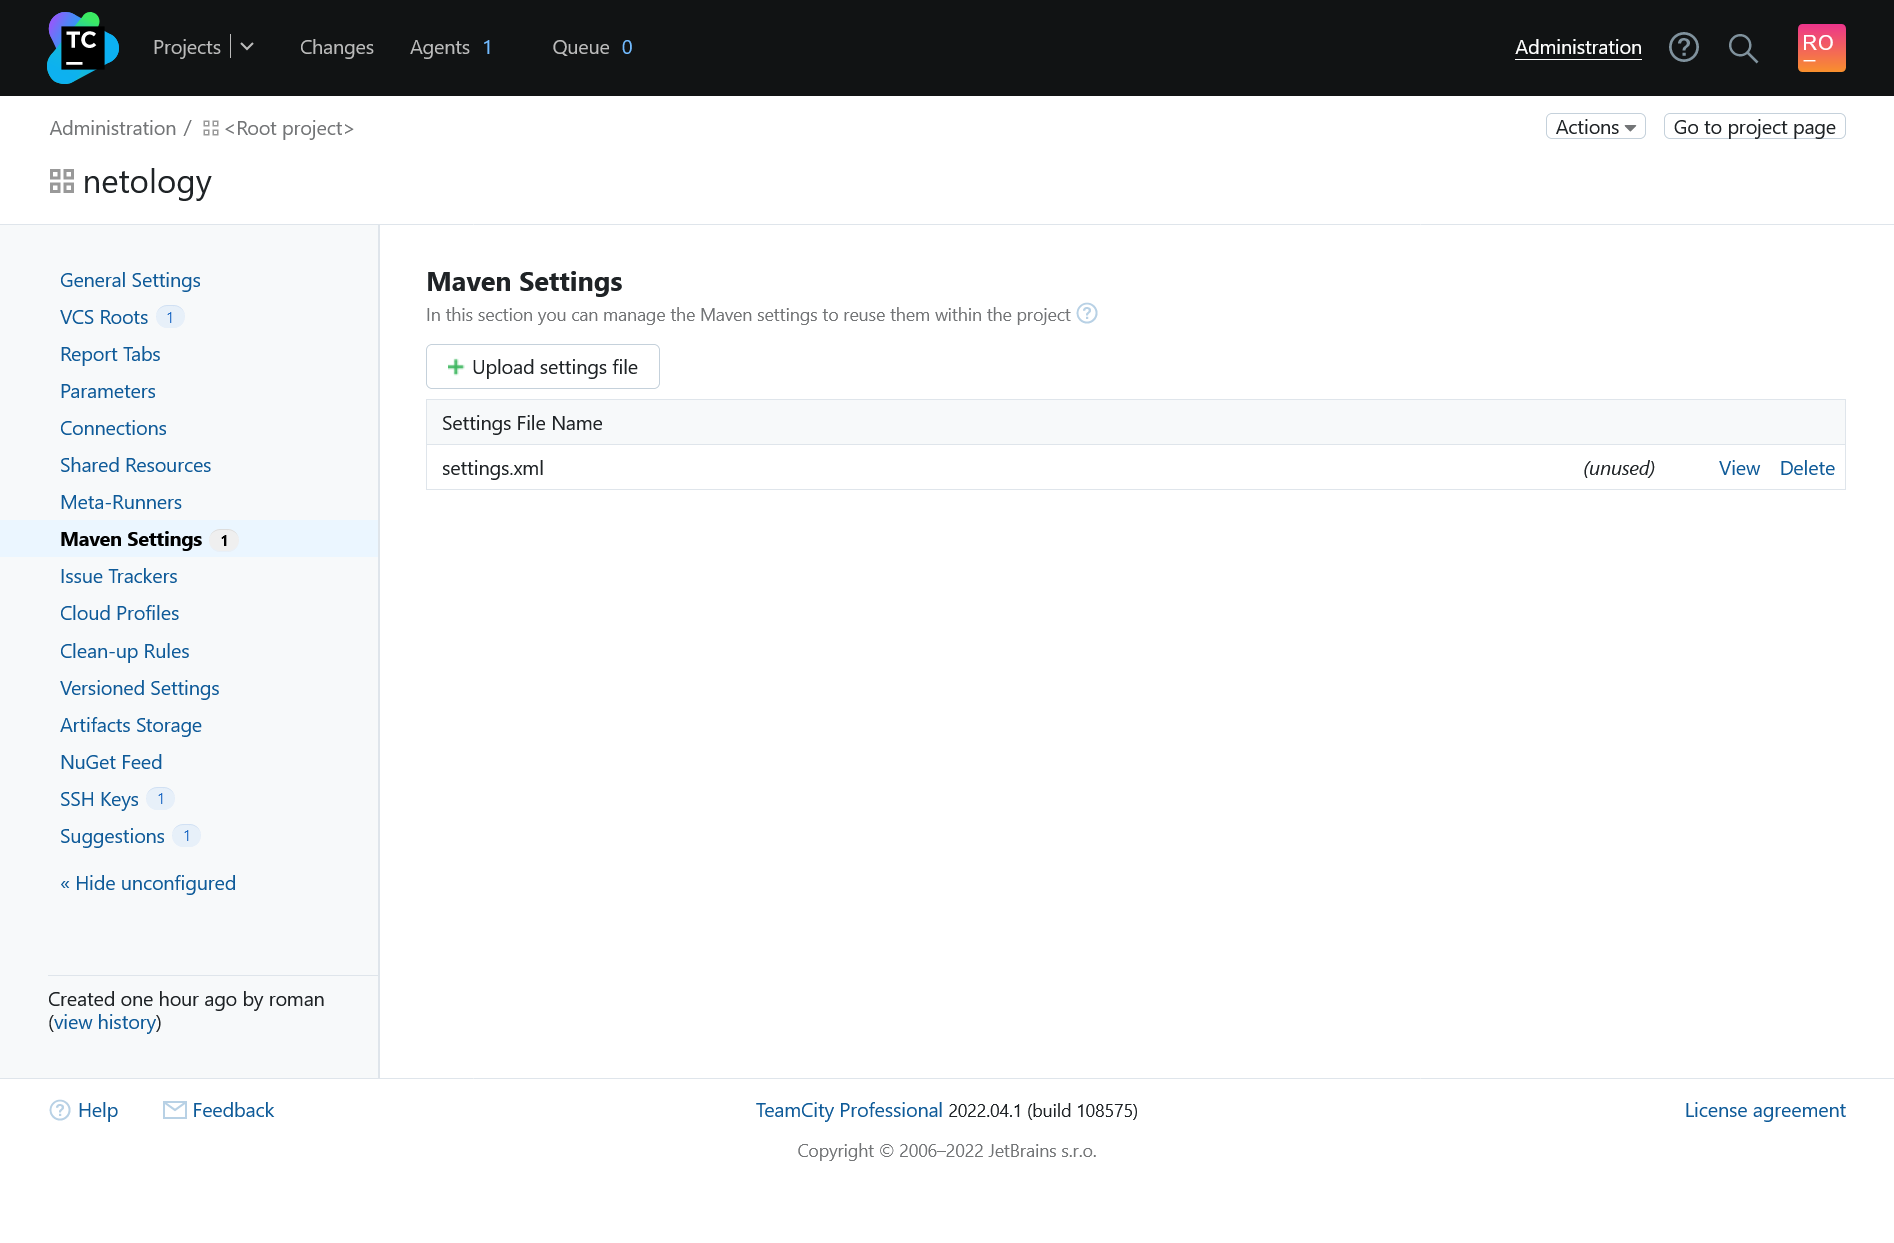 TC
Projects
Changes
Agents 1
Queue 0
Administration
RO
Administration / <Root project>
Actions
Go to project page
netology
General Settings
VCS Roots 1
Report Tabs
Parameters
Connections
Shared Resources
Meta-Runners
Maven Settings 1
Issue Trackers
Cloud Profiles
Clean-up Rules
Versioned Settings
Artifacts Storage
NuGet Feed
SSH Keys 1
Suggestions 1
« Hide unconfigured
Created one hour ago by roman
(view history)
Maven Settings
In this section you can manage the Maven settings to reuse them within the project
Upload settings file
Settings File Name
settings.xml (unused) View Delete
Help
Feedback
TeamCity Professional 2022.04.1 (build 108575)
License agreement
Copyright © 2006–2022 JetBrains s.r.o.